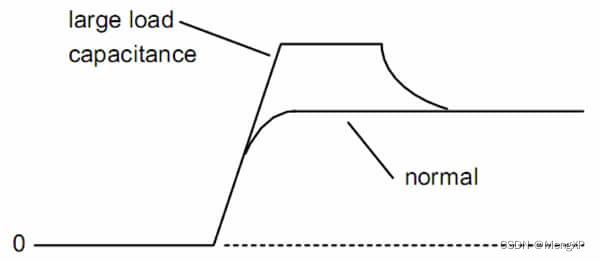 large load
capacitance
normal
0
CSDN @MengXP